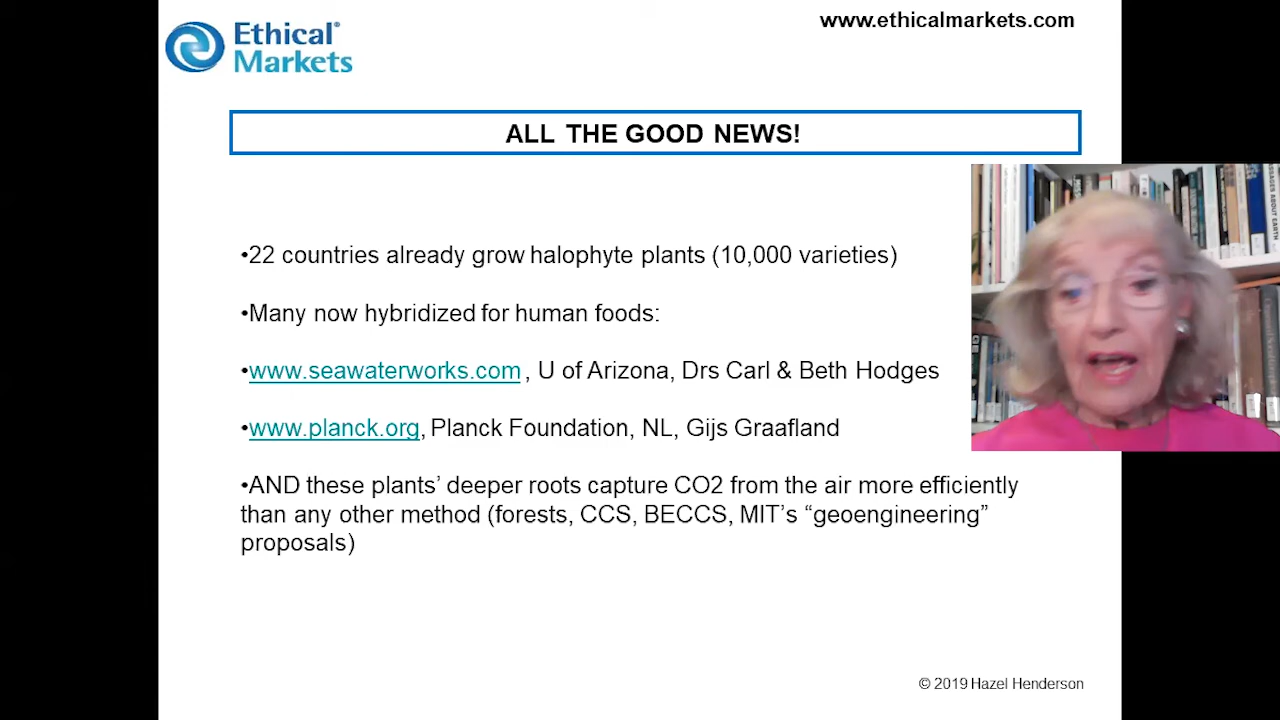 Ethical®
Markets
www.ethicalmarkets.com
ALL THE GOOD NEWS!
•22 countries already grow halophyte plants (10,000 varieties)
•Many now hybridized for human foods:
•www.seawaterworks.com , U of Arizona, Drs Carl & Beth Hodges
•www.planck.org, Planck Foundation, NL, Gijs Graafland
•AND these plants’ deeper roots capture CO2 from the air more efficiently
than any other method (forests, CCS, BECCS, MIT’s “geoengineering”
proposals)
© 2019 Hazel Henderson